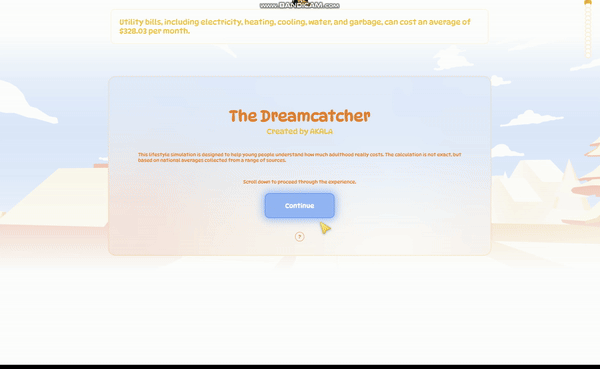 www.BANDICAM.com
Utility bills, including electricity, heating, cooling, water, and garbage, can cost an average of
$328.03 per month.
The Dreamcatcher
Created by AKALA
This lifestyle simulation is designed to help young people understand how much adulthood really costs. The calculation is not exact, but
based on national averages collected from a range of sources.
Scroll down to proceed through the experience.
Continue